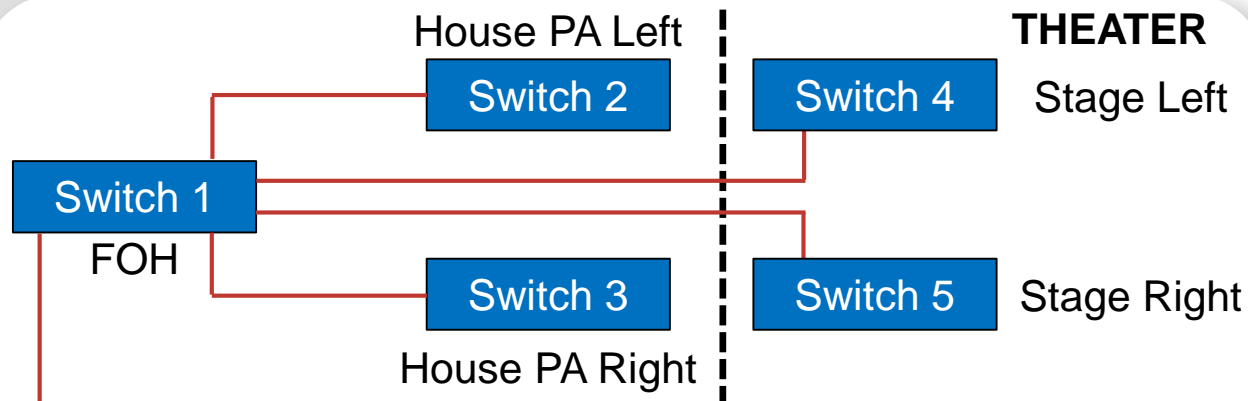 House PA Left
THEATER
Switch 2
Switch 4
Stage Left
Switch 1
FOH
Switch 3
Switch 5
Stage Right
House PA Right